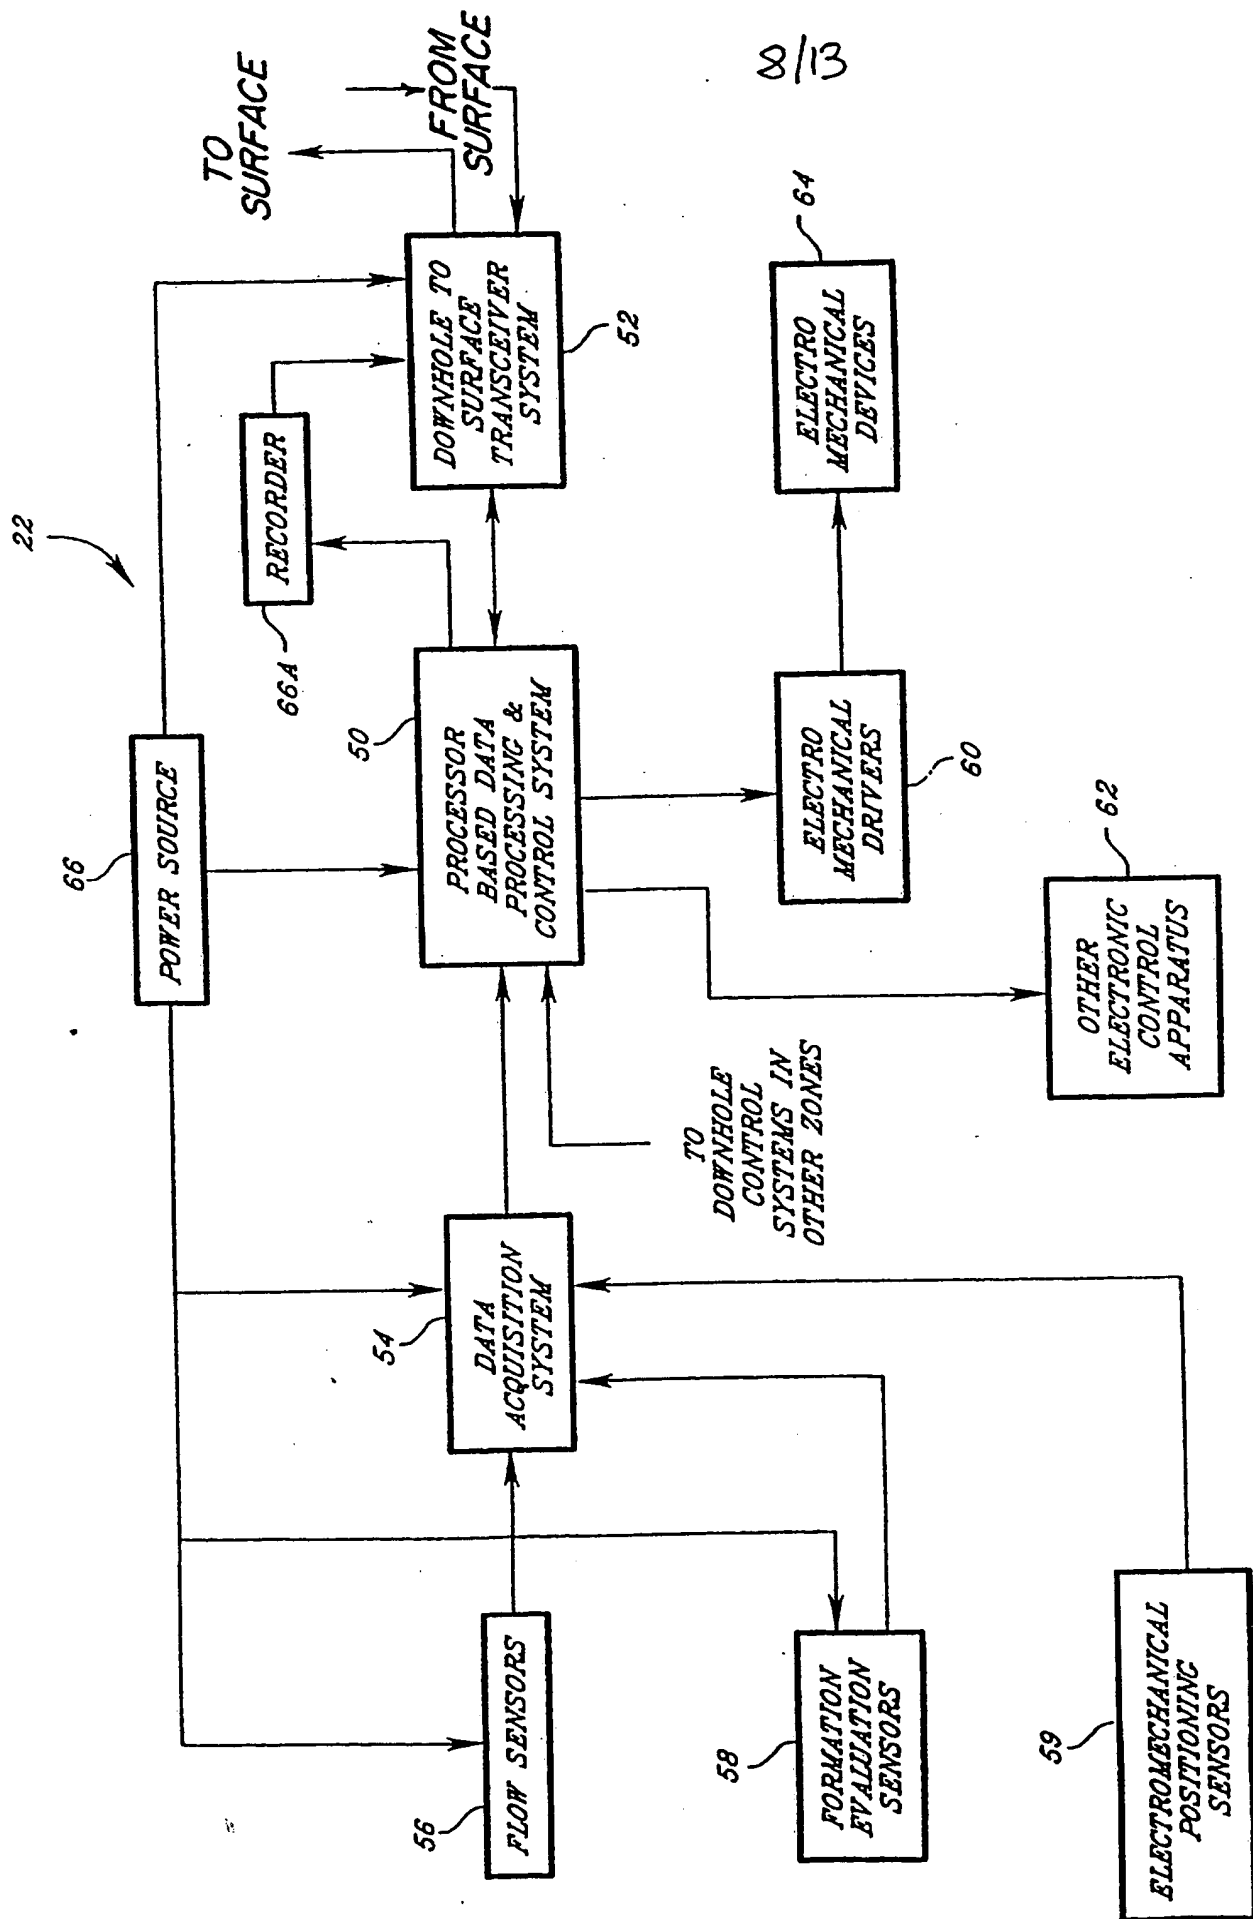 8/13
22
66
POWER SOURCE
TO
SURFACE
FROM
SURFACE
RECORDER
66A
50
PROCESSOR
BASED DATA
PROCESSING &
CONTROL SYSTEM
DOWNHOLE TO
SURFACE
TRANSCEIVER
SYSTEM
52
54
DATA
ACQUISITION
SYSTEM
56
FLOW SENSORS
TO
DOWNHOLE
CONTROL
SYSTEMS IN
OTHER ZONES
58
FORMATION
EVALUATION
SENSORS
ELECTRO
MECHANICAL
DRIVERS
60
ELECTRO
MECHANICAL
DEVICES
64
59
ELECTROMECHANICAL
POSITIONING
SENSORS
OTHER
ELECTRONIC
CONTROL
APPARATUS
62